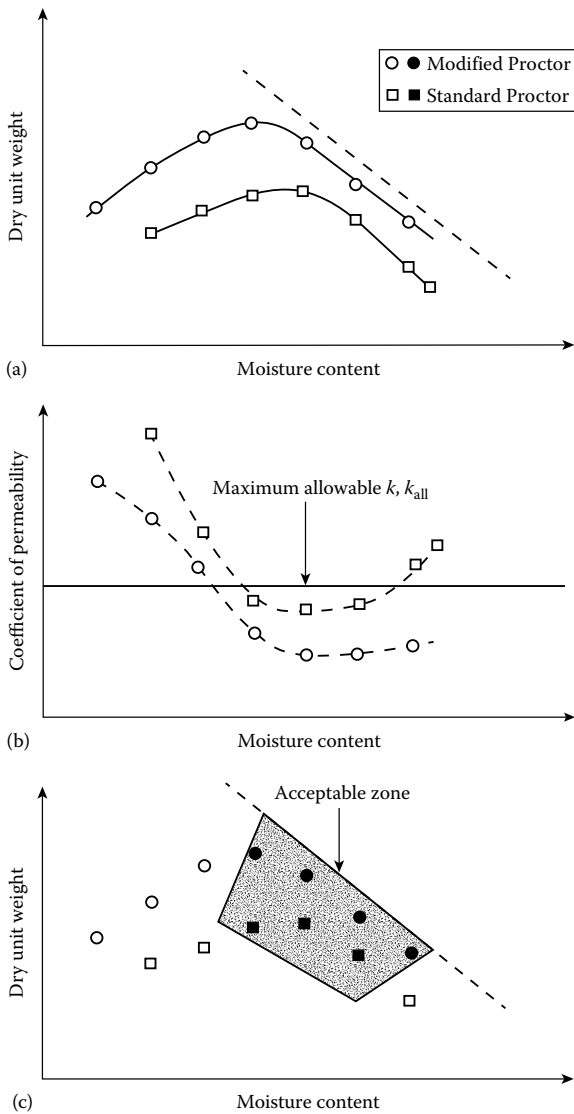 Modified Proctor
Standard Proctor
Dry unit weight
(a)
Moisture content
Maximum allowable k, kall
Coefficient of permeability
(b)
Moisture content
Acceptable zone
Dry unit weight
(c)
Moisture content